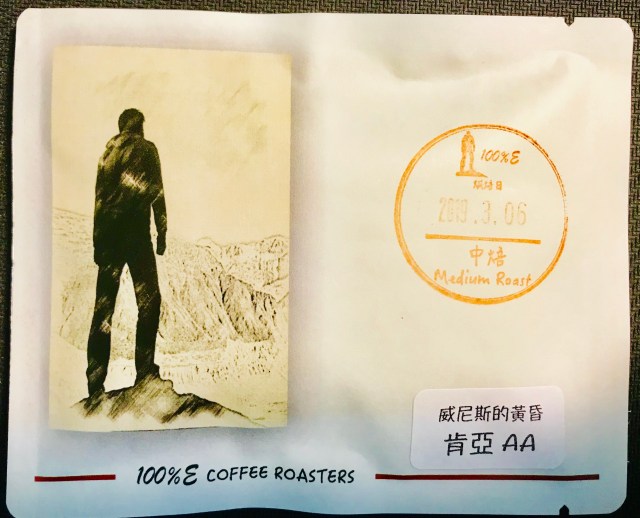 100%E
烘焙日
2019.3.06
中焙
Medium Roast
威尼斯的黃昏
肯亞 AA
100%E COFFEE ROASTERS